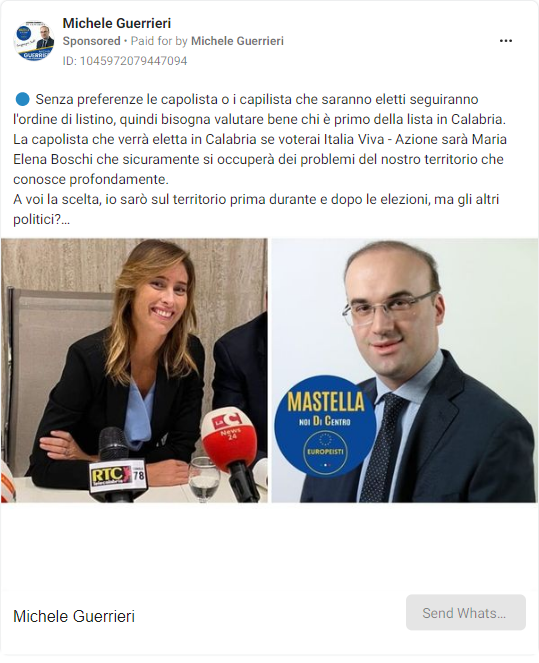 Michele Guerrieri
Sponsored • Paid for by Michele Guerrieri
ID: 1045972079447094
Senza preferenze le capolista o i capilista che saranno eletti seguiranno
l'ordine di listino, quindi bisogna valutare bene chi è primo della lista in Calabria.
La capolista che verrà eletta in Calabria se voterai Italia Viva - Azione sarà Maria
Elena Boschi che sicuramente si occuperà dei problemi del nostro territorio che
conosce profondamente.
A voi la scelta, io sarò sul territorio prima durante e dopo le elezioni, ma gli altri
politici?...
RTC
telecalabria
78
La C
News
24
MASTELLA
NOI DI CENTRO
EUROPEISTI
Michele Guerrieri
Send Whats...